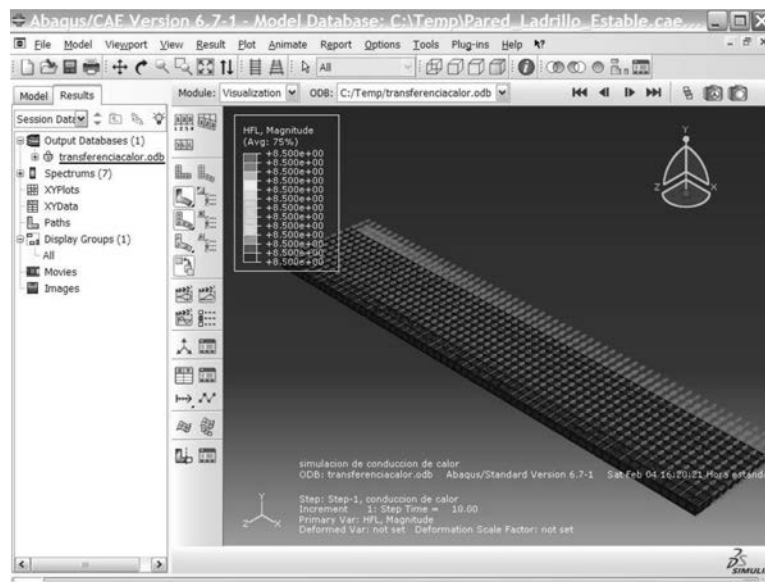 Abaqus/CAE Version 6.7-1 - Model Database: C:\Temp\Pared_Ladrillo_Estable.cae...
File Model Viewport View Result Plot Animate Report Options Tools Plug-ins Help
All
Model Results
Module: Visualization ODB: C:/Temp/transferenciacalor.odb
Session Data
Output Databases (1)
transferenciacalor.odb
Spectrums (7)
XYPlots
XYData
Paths
Display Groups (1)
All
Movies
Images
HFL, Magnitude
(Avg: 75%)
+8.500e+00
+8.500e+00
+8.500e+00
+8.500e+00
+8.500e+00
+8.500e+00
+8.500e+00
+8.500e+00
+8.500e+00
+8.500e+00
+8.500e+00
+8.500e+00
+8.500e+00
Y
Z
X
simulacion de conduccion de calor
ODB: transferenciacalor.odb Abaqus/Standard Version 6.7-1 Sat Feb 04 16:20:21 Hora estánda
Step: Step-1, conduccion de calor
Increment 1: Step Time = 10.00
Primary Var: HFL, Magnitude
Deformed Var: not set Deformation Scale Factor: not set
Y
Z
X
SIMULIA